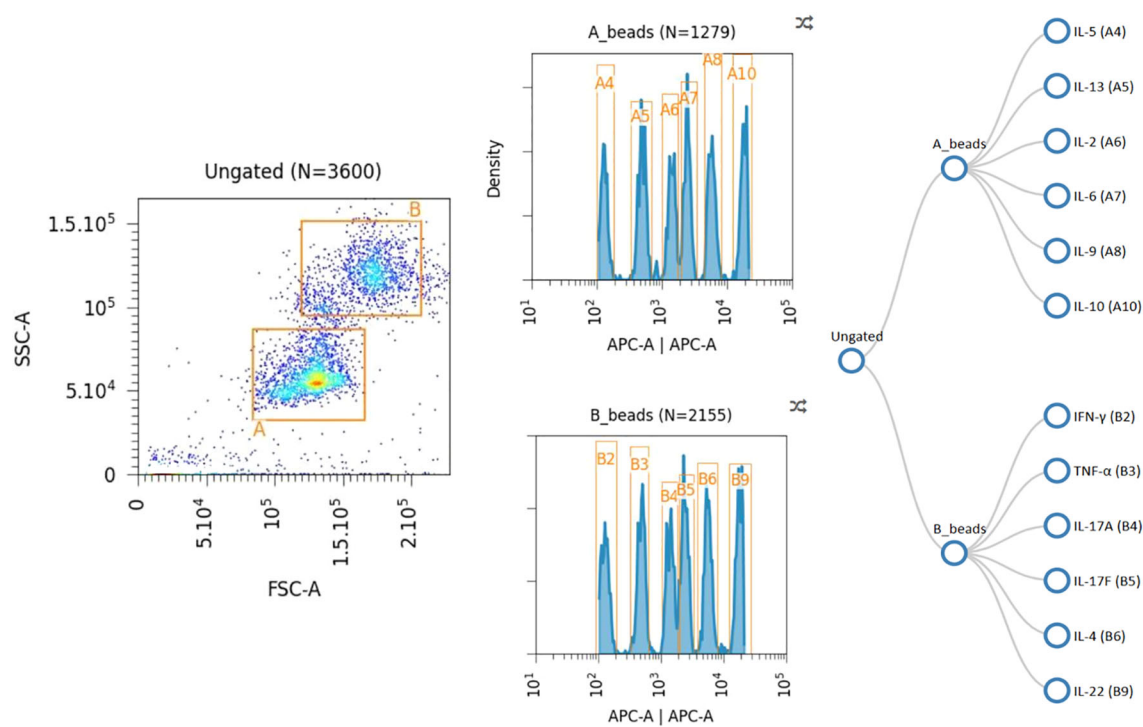 Ungated (N=3600)
SSC-A
1.5.10⁵
10⁵
5.10⁴
0
B
A
0
5.10⁴
10⁵
1.5.10⁵
2.10⁵
FSC-A
A_beads (N=1279)
Density
A4
A5
A6
A7
A8
A10
10¹
10²
10³
10⁴
10⁵
APC-A | APC-A
B_beads (N=2155)
B2
B3
B4
B5
B6
B9
10¹
10²
10³
10⁴
10⁵
APC-A | APC-A
Ungated
A_beads
IL-5 (A4)
IL-13 (A5)
IL-2 (A6)
IL-6 (A7)
IL-9 (A8)
IL-10 (A10)
B_beads
IFN-γ (B2)
TNF-α (B3)
IL-17A (B4)
IL-17F (B5)
IL-4 (B6)
IL-22 (B9)